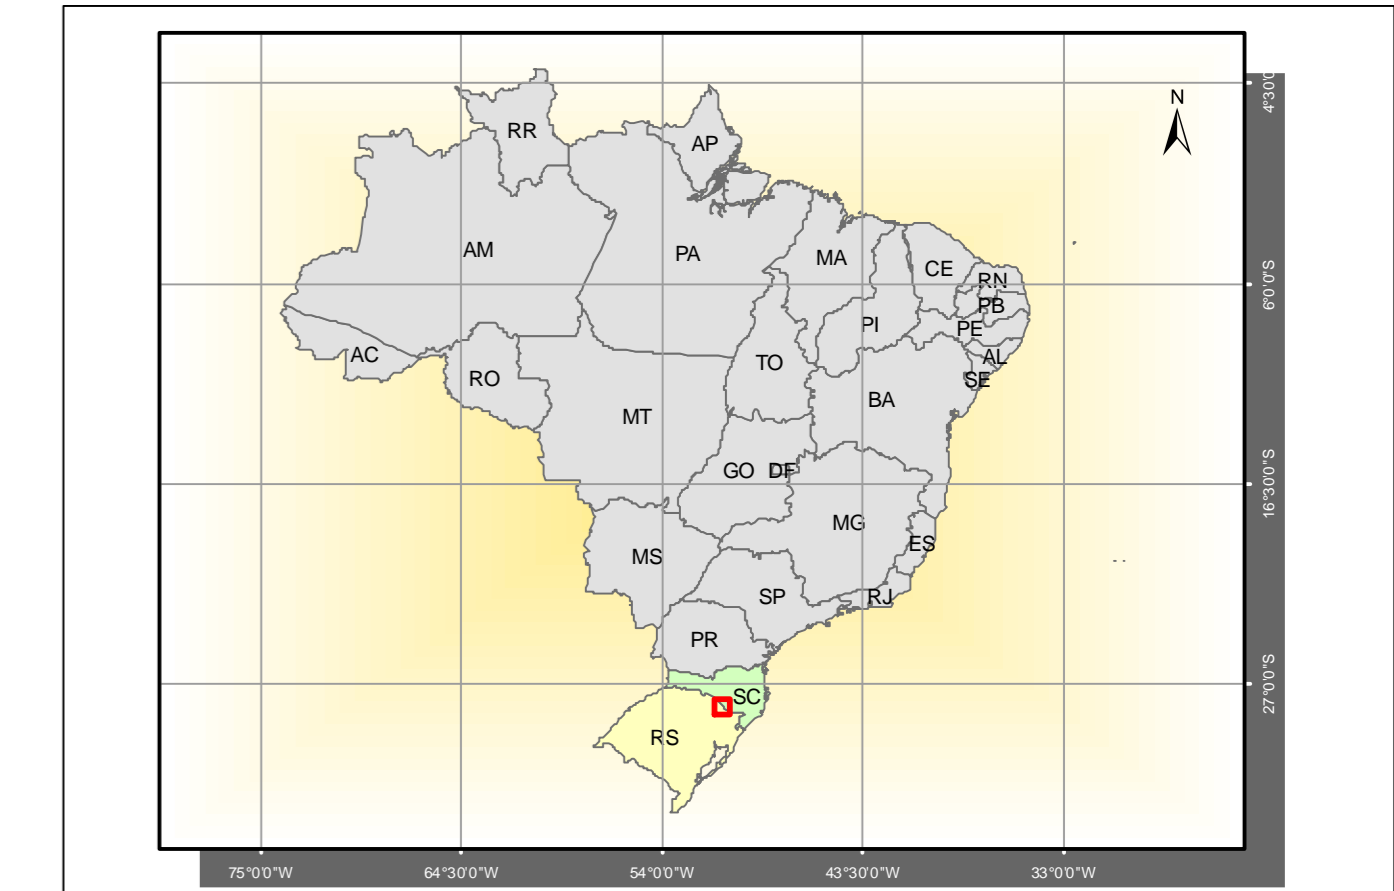 N
4°30'0
RR
AP
AM
PA
MA
CE
RN
6°0'0"S
PB
PI
PE
AC
AL
TO
RO
SE
BA
MT
GO
DF
16°30'0"S
MG
ES
MS
SP
RJ
PR
27°0'0"S
SC
RS
75°0'0"W
64°30'0"W
54°0'0"W
43°30'0"W
33°0'0"W